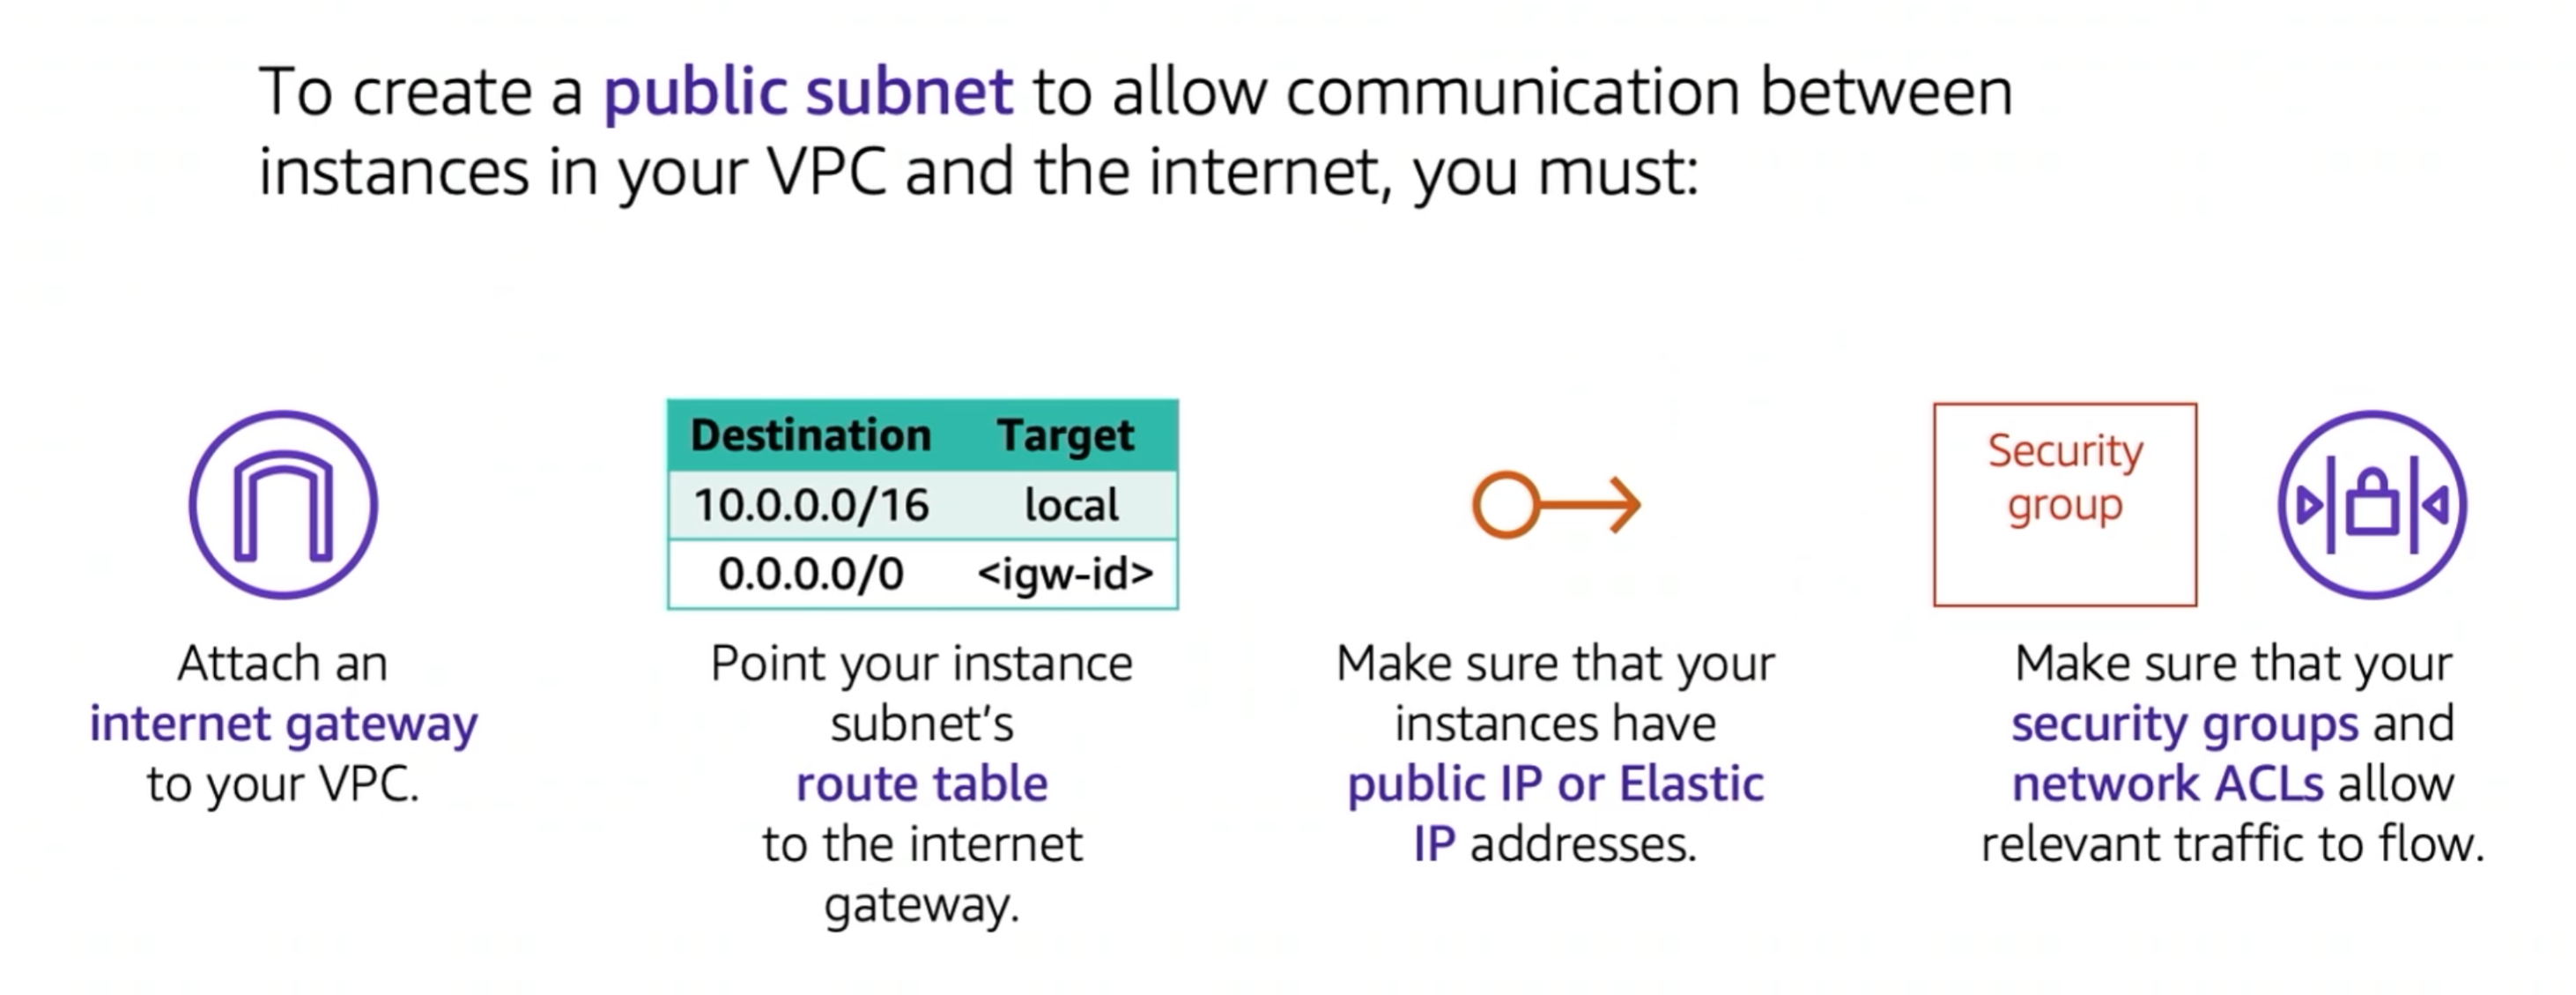 To create a public subnet to allow communication between
instances in your VPC and the internet, you must:
Attach an
internet gateway
to your VPC.
Destination Target
10.0.0.0/16 local
0.0.0.0/0 <igw-id>
Point your instance
subnet’s
route table
to the internet
gateway.
Make sure that your
instances have
public IP or Elastic
IP addresses.
Security
group
Make sure that your
security groups and
network ACLs allow
relevant traffic to flow.